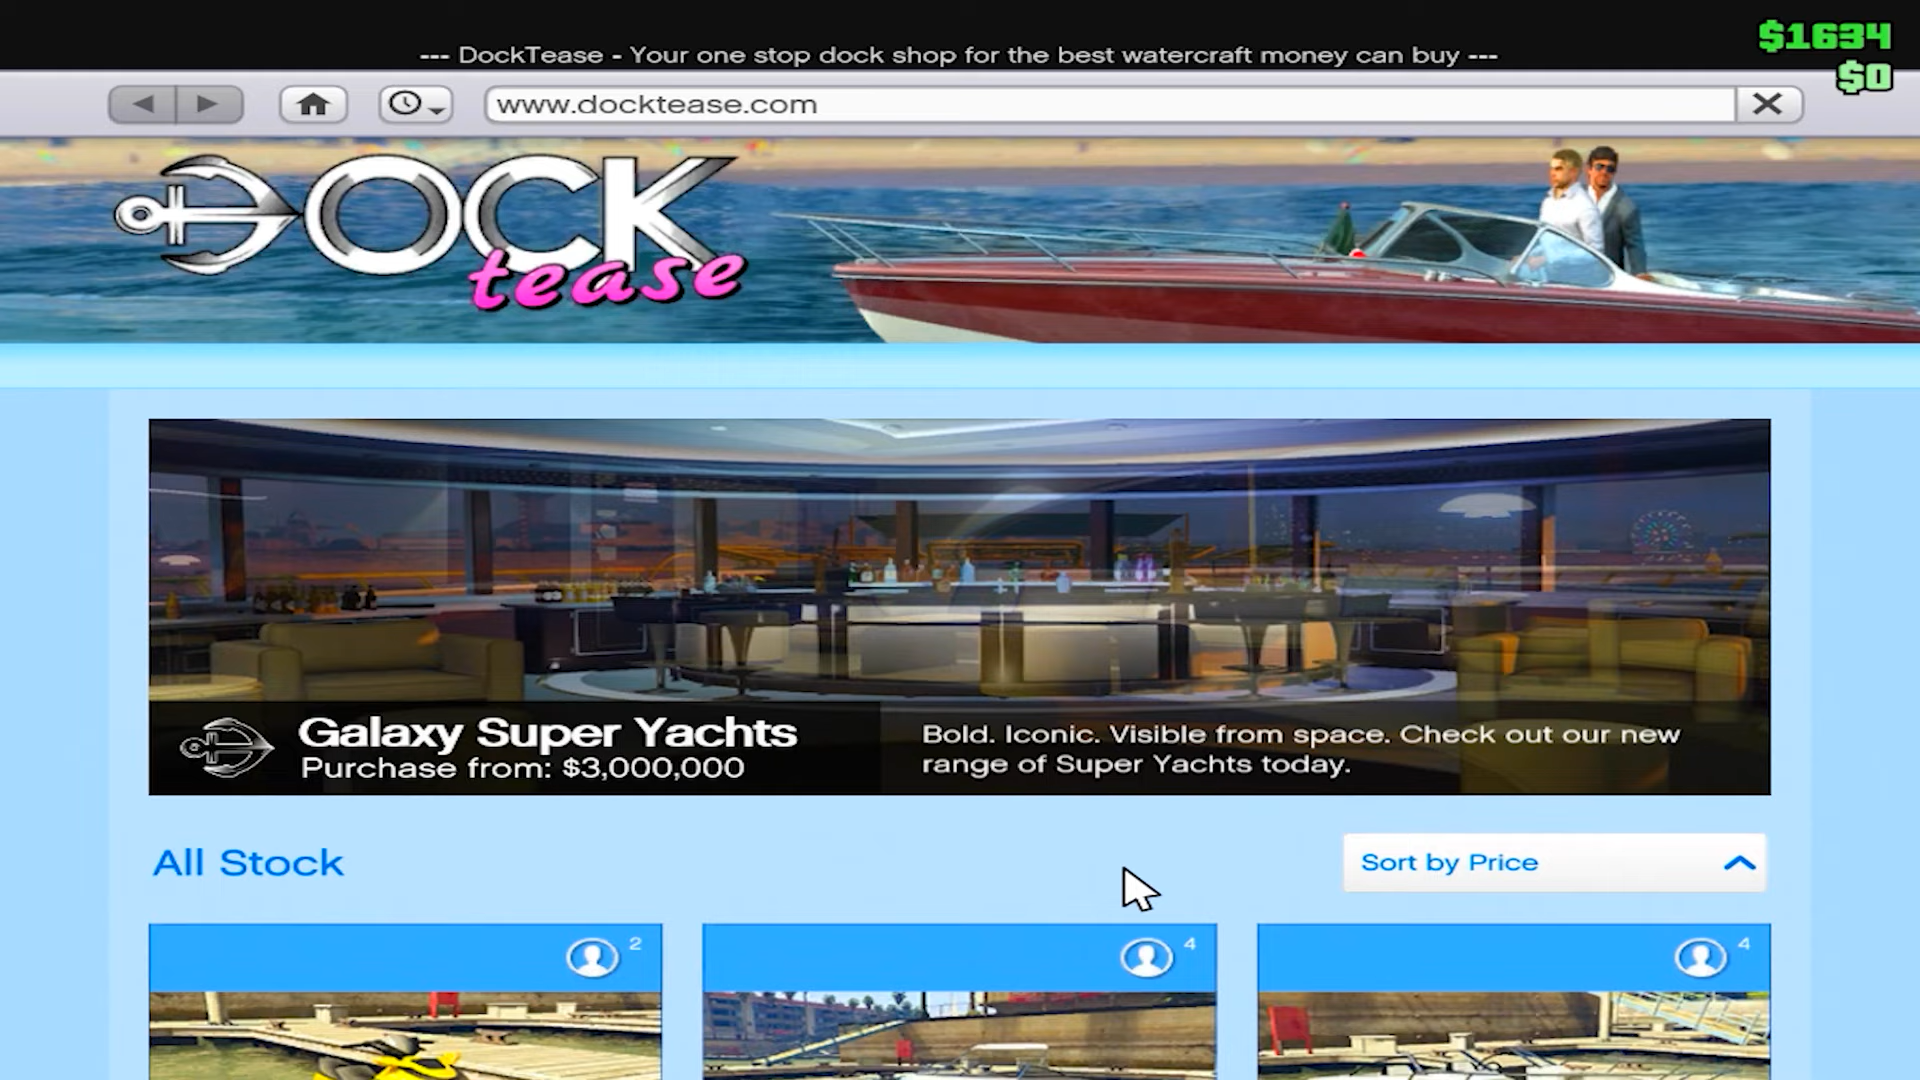 --- DockTease - Your one stop dock shop for the best watercraft money can buy ---
$1634
$0
www.docktease.com
DOCK
tease
Galaxy Super Yachts
Purchase from: $3,000,000
Bold. Iconic. Visible from space. Check out our new
range of Super Yachts today.
All Stock
Sort by Price
2
4
4